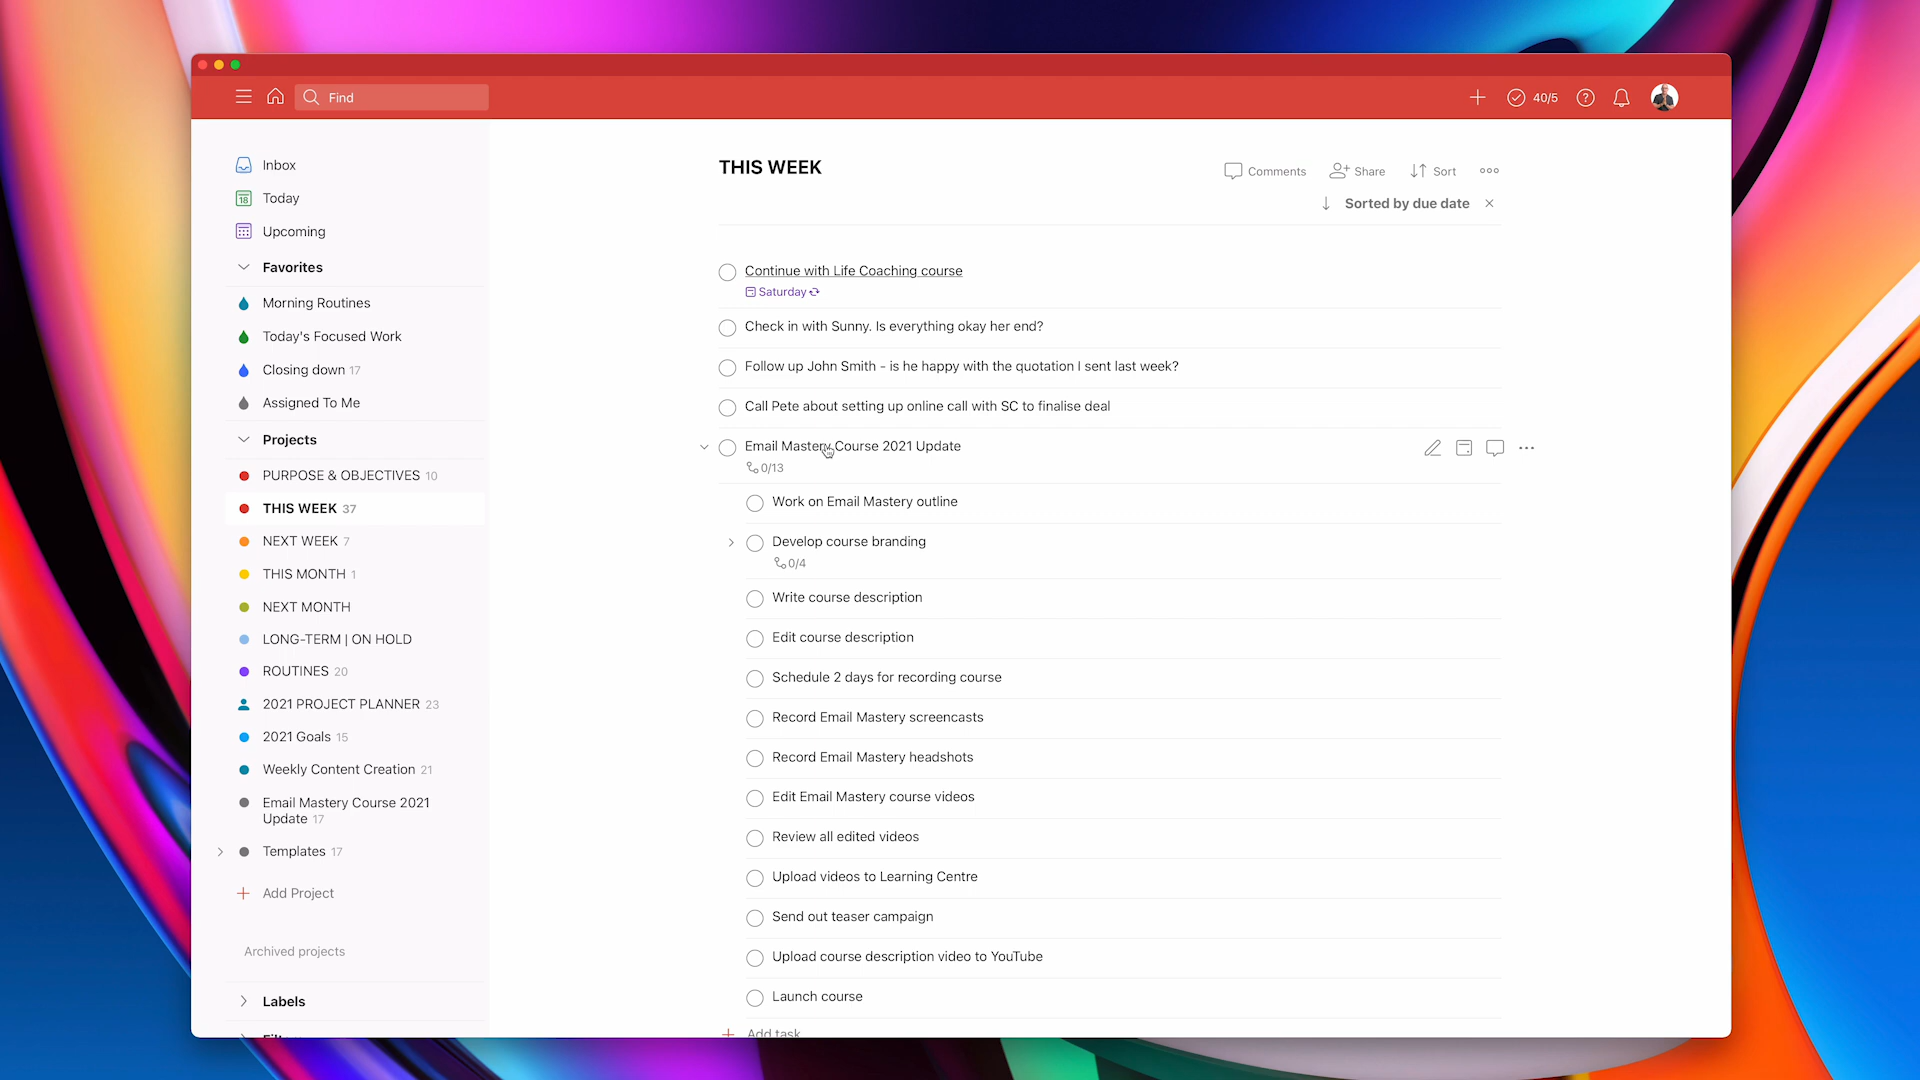 Find
40/5
Inbox
18
Today
Upcoming
Favorites
Morning Routines
Today's Focused Work
Closing down 17
Assigned To Me
Projects
PURPOSE & OBJECTIVES 10
THIS WEEK 37
NEXT WEEK 7
THIS MONTH 1
NEXT MONTH
LONG-TERM | ON HOLD
ROUTINES 20
2021 PROJECT PLANNER 23
2021 Goals 15
Weekly Content Creation 21
Email Mastery Course 2021
Update 17
Templates 17
Add Project
Archived projects
Labels
THIS WEEK
Comments
Share
Sort
Sorted by due date
Continue with Life Coaching course
Saturday
Check in with Sunny. Is everything okay her end?
Follow up John Smith - is he happy with the quotation I sent last week?
Call Pete about setting up online call with SC to finalise deal
Email Mastery Course 2021 Update
0/13
Work on Email Mastery outline
Develop course branding
0/4
Write course description
Edit course description
Schedule 2 days for recording course
Record Email Mastery screencasts
Record Email Mastery headshots
Edit Email Mastery course videos
Review all edited videos
Upload videos to Learning Centre
Send out teaser campaign
Upload course description video to YouTube
Launch course
Add task